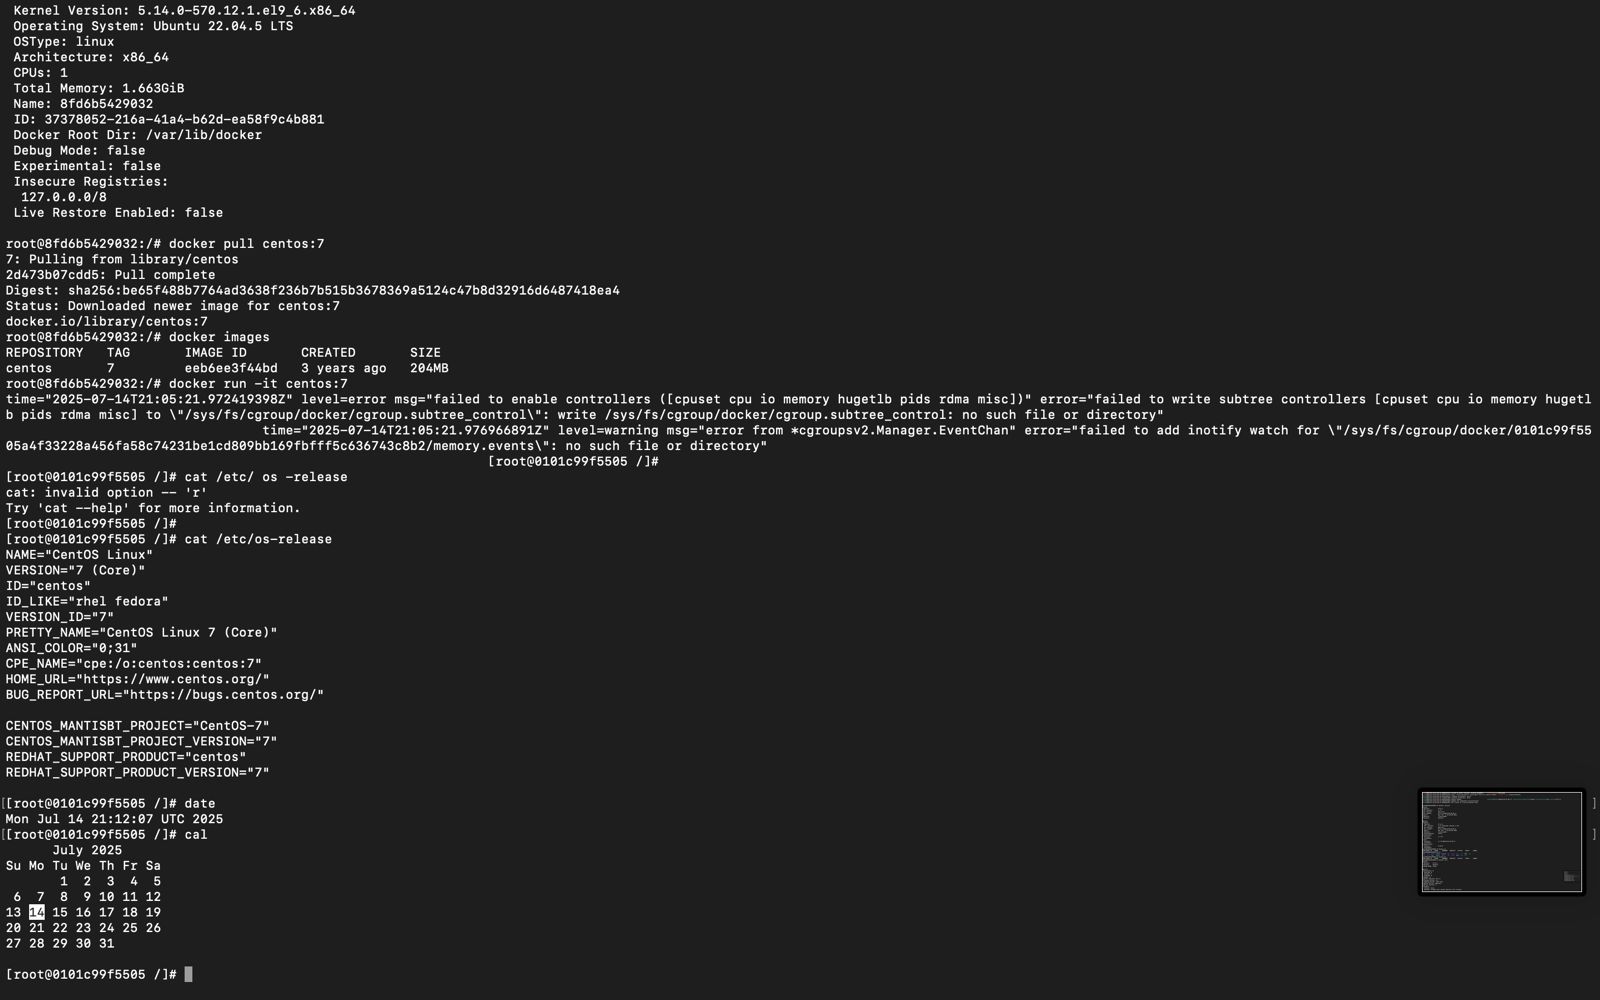 Kernel Version: 5.14.0-570.12.1.el9_6.x86_64
Operating System: Ubuntu 22.04.5 LTS
OSType: linux
Architecture: x86_64
CPUs: 1
Total Memory: 1.663GiB
Name: 8fd6b5429032
ID: 37378052-216a-41a4-b62d-ea58f9c4b881
Docker Root Dir: /var/lib/docker
Debug Mode: false
Experimental: false
Insecure Registries:
127.0.0.0/8
Live Restore Enabled: false
root@8fd6b5429032:/# docker pull centos:7
7: Pulling from library/centos
2d473b07cdd5: Pull complete
Digest: sha256:be65f488b7764ad3638f236b7b515b3678369a5124c47b8d32916d6487418ea4
Status: Downloaded newer image for centos:7
docker.io/library/centos:7
root@8fd6b5429032:/# docker images
REPOSITORY   TAG       IMAGE ID       CREATED       SIZE
centos       7         eeb6ee3f44bd   3 years ago   204MB
root@8fd6b5429032:/# docker run -it centos:7
time="2025-07-14T21:05:21.972419398Z" level=error msg="failed to enable controllers ([cpuset cpu io memory hugetlb pids rdma misc])" error="failed to write subtree controllers [cpuset cpu io memory hugetl
b pids rdma misc] to \"/sys/fs/cgroup/docker/cgroup.subtree_control\": write /sys/fs/cgroup/docker/cgroup.subtree_control: no such file or directory"
time="2025-07-14T21:05:21.976966891Z" level=warning msg="error from *cgroupsv2.Manager.EventChan" error="failed to add inotify watch for \"/sys/fs/cgroup/docker/0101c99f55
05a4f33228a456fa58c74231be1cd809bb169fbfff5c636743c8b2/memory.events\": no such file or directory"
[root@0101c99f5505 /]#
[root@0101c99f5505 /]# cat /etc/ os -release
cat: invalid option -- 'r'
Try 'cat --help' for more information.
[root@0101c99f5505 /]#
[root@0101c99f5505 /]# cat /etc/os-release
NAME="CentOS Linux"
VERSION="7 (Core)"
ID="centos"
ID_LIKE="rhel fedora"
VERSION_ID="7"
PRETTY_NAME="CentOS Linux 7 (Core)"
ANSI_COLOR="0;31"
CPE_NAME="cpe:/o:centos:centos:7"
HOME_URL="https://www.centos.org/"
BUG_REPORT_URL="https://bugs.centos.org/"
CENTOS_MANTISBT_PROJECT="CentOS-7"
CENTOS_MANTISBT_PROJECT_VERSION="7"
REDHAT_SUPPORT_PRODUCT="centos"
REDHAT_SUPPORT_PRODUCT_VERSION="7"
[[root@0101c99f5505 /]# date ]
Mon Jul 14 21:12:07 UTC 2025
[[root@0101c99f5505 /]# cal ]
July 2025
Su Mo Tu We Th Fr Sa
1  2  3  4  5
6  7  8  9 10 11 12
13 14 15 16 17 18 19
20 21 22 23 24 25 26
27 28 29 30 31
[root@0101c99f5505 /]#